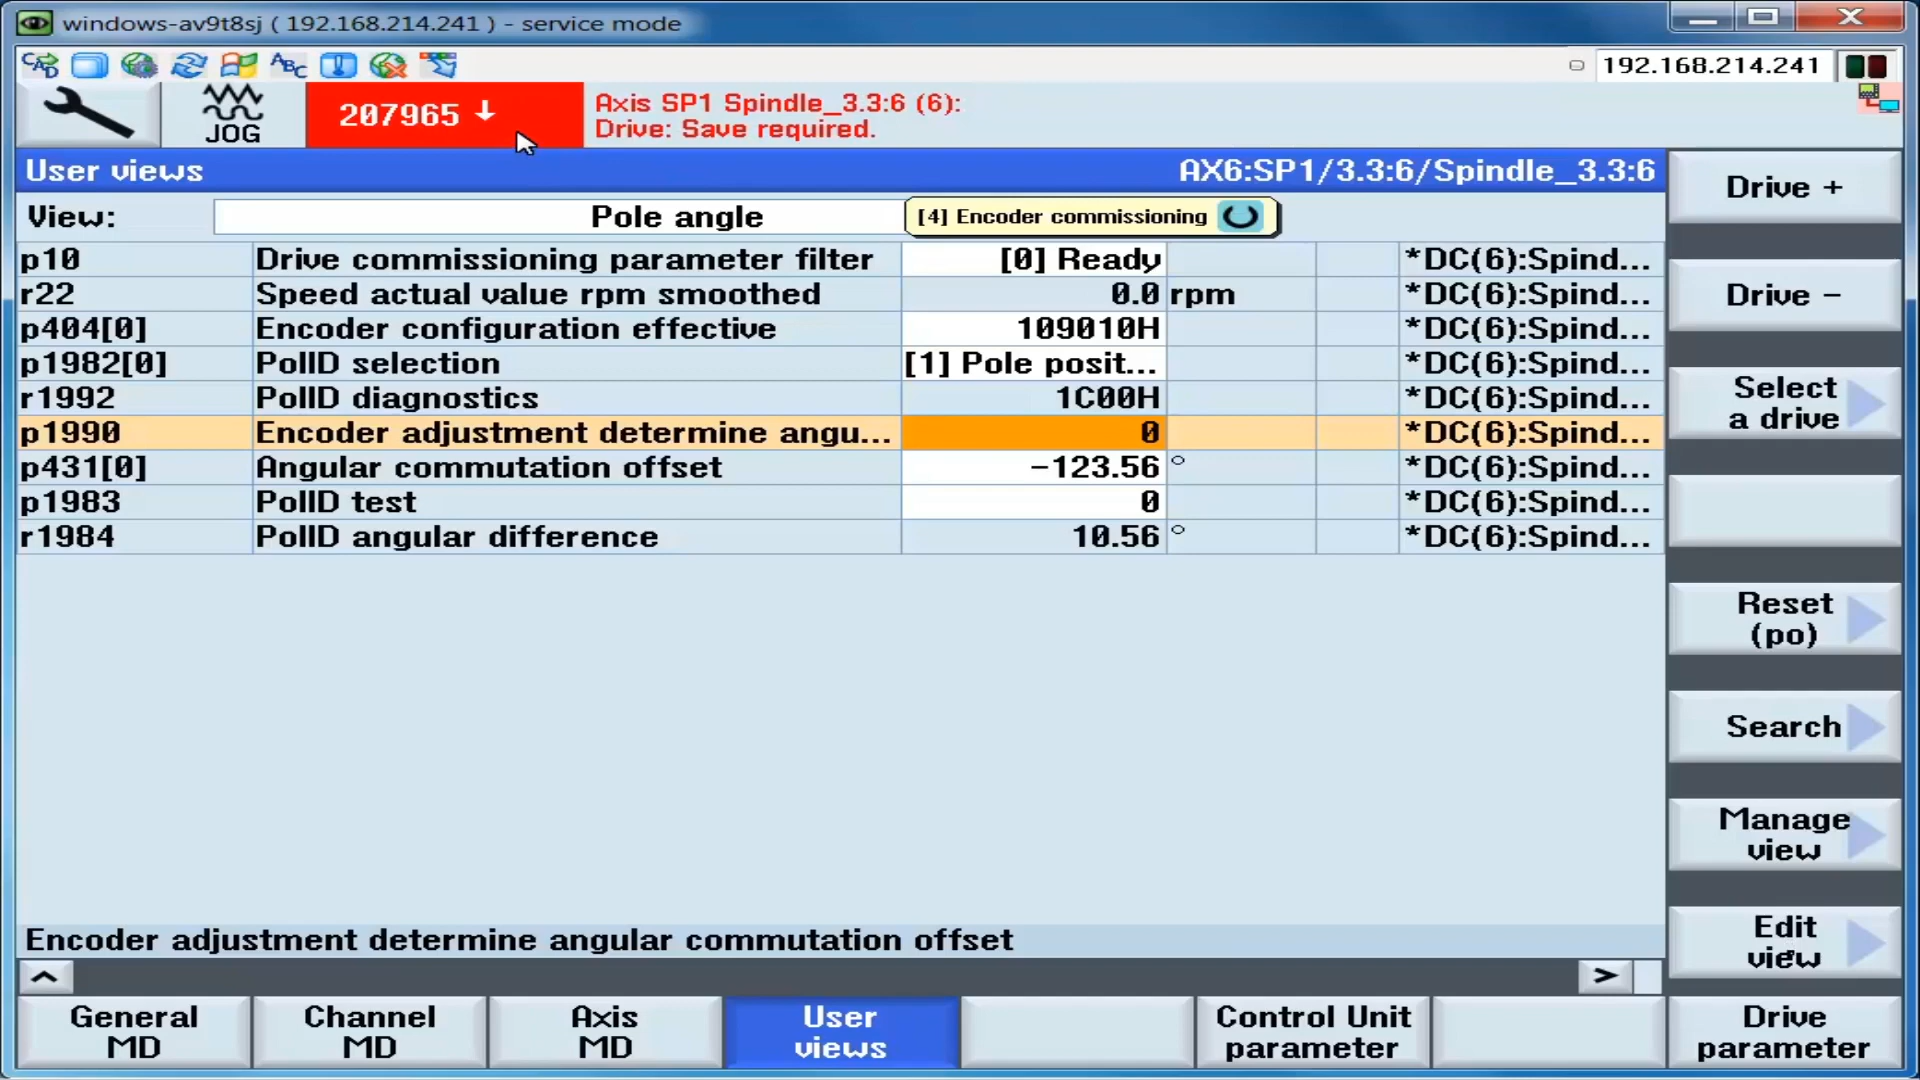 windows-av9t8sj ( 192.168.214.241 ) - service mode
192.168.214.241
JOG
207965
Axis SP1 Spindle_3.3:6 (6):
Drive: Save required.
User views AX6:SP1/3.3:6/Spindle_3.3:6
View: Pole angle
[4] Encoder commissioning
p10 Drive commissioning parameter filter [0] Ready *DC(6):Spind...
r22 Speed actual value rpm smoothed 0.0 rpm *DC(6):Spind...
p404[0] Encoder configuration effective 109010H *DC(6):Spind...
p1982[0] PolID selection [1] Pole posit... *DC(6):Spind...
r1992 PolID diagnostics 1C00H *DC(6):Spind...
p1990 Encoder adjustment determine angu... 0 *DC(6):Spind...
p431[0] Angular commutation offset -123.56 ° *DC(6):Spind...
p1983 PolID test 0 *DC(6):Spind...
r1984 PolID angular difference 10.56 ° *DC(6):Spind...
Encoder adjustment determine angular commutation offset
Drive +
Drive -
Select
a drive
Reset
(po)
Search
Manage
view
Edit
view
General
MD
Channel
MD
Axis
MD
User
views
Control Unit
parameter
Drive
parameter